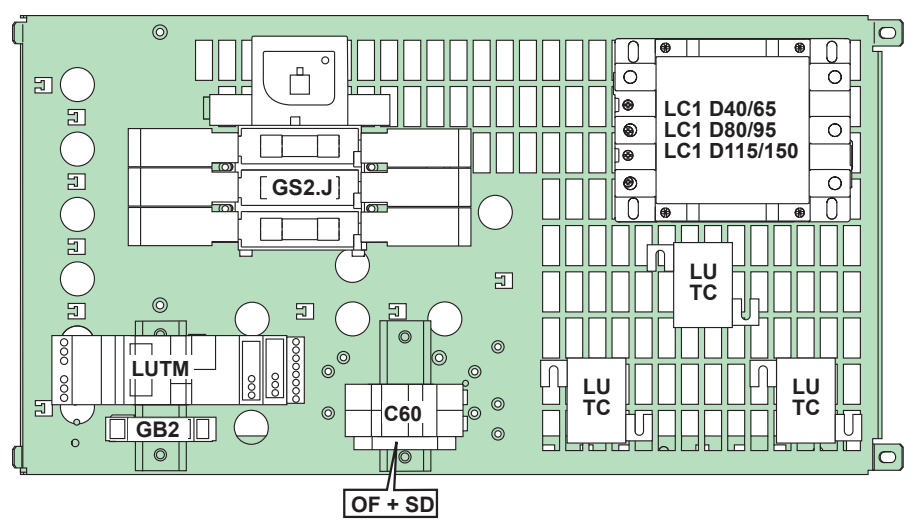 LC1 D40/65
LC1 D80/95
LC1 D115/150
GS2.J
LU
TC
LUTM
LU
TC
LU
TC
C60
GB2
OF + SD